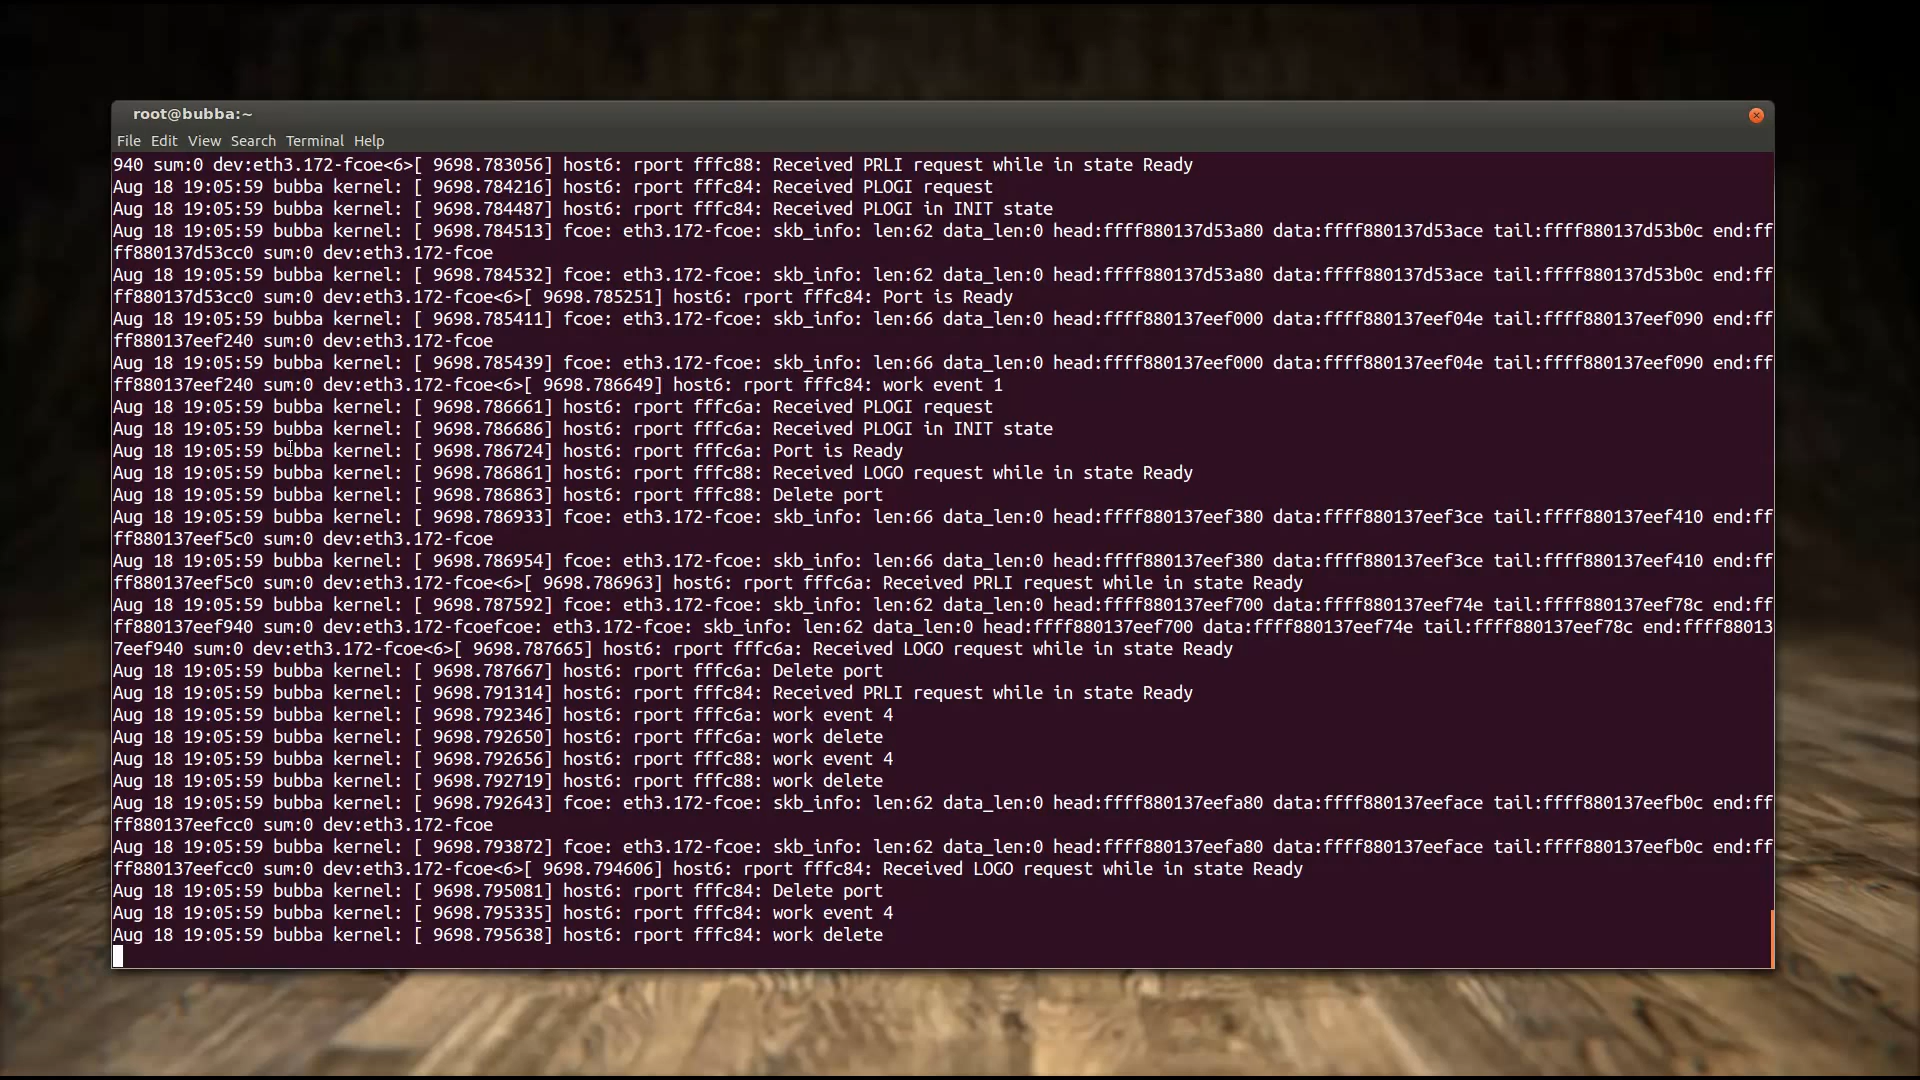 root@bubba:~
File Edit View Search Terminal Help
940 sum:0 dev:eth3.172-fcoe<6>[ 9698.783056] host6: rport fffc88: Received PRLI request while in state Ready
Aug 18 19:05:59 bubba kernel: [ 9698.784216] host6: rport fffc84: Received PLOGI request
Aug 18 19:05:59 bubba kernel: [ 9698.784487] host6: rport fffc84: Received PLOGI in INIT state
Aug 18 19:05:59 bubba kernel: [ 9698.784513] fcoe: eth3.172-fcoe: skb_info: len:62 data_len:0 head:ffff880137d53a80 data:ffff880137d53ace tail:ffff880137d53b0c end:ff
ff880137d53cc0 sum:0 dev:eth3.172-fcoe
Aug 18 19:05:59 bubba kernel: [ 9698.784532] fcoe: eth3.172-fcoe: skb_info: len:62 data_len:0 head:ffff880137d53a80 data:ffff880137d53ace tail:ffff880137d53b0c end:ff
ff880137d53cc0 sum:0 dev:eth3.172-fcoe<6>[ 9698.785251] host6: rport fffc84: Port is Ready
Aug 18 19:05:59 bubba kernel: [ 9698.785411] fcoe: eth3.172-fcoe: skb_info: len:66 data_len:0 head:ffff880137eef000 data:ffff880137eef04e tail:ffff880137eef090 end:ff
ff880137eef240 sum:0 dev:eth3.172-fcoe
Aug 18 19:05:59 bubba kernel: [ 9698.785439] fcoe: eth3.172-fcoe: skb_info: len:66 data_len:0 head:ffff880137eef000 data:ffff880137eef04e tail:ffff880137eef090 end:ff
ff880137eef240 sum:0 dev:eth3.172-fcoe<6>[ 9698.786649] host6: rport fffc84: work event 1
Aug 18 19:05:59 bubba kernel: [ 9698.786661] host6: rport fffc6a: Received PLOGI request
Aug 18 19:05:59 bubba kernel: [ 9698.786686] host6: rport fffc6a: Received PLOGI in INIT state
Aug 18 19:05:59 bubba kernel: [ 9698.786724] host6: rport fffc6a: Port is Ready
Aug 18 19:05:59 bubba kernel: [ 9698.786861] host6: rport fffc88: Received LOGO request while in state Ready
Aug 18 19:05:59 bubba kernel: [ 9698.786863] host6: rport fffc88: Delete port
Aug 18 19:05:59 bubba kernel: [ 9698.786933] fcoe: eth3.172-fcoe: skb_info: len:66 data_len:0 head:ffff880137eef380 data:ffff880137eef3ce tail:ffff880137eef410 end:ff
ff880137eef5c0 sum:0 dev:eth3.172-fcoe
Aug 18 19:05:59 bubba kernel: [ 9698.786954] fcoe: eth3.172-fcoe: skb_info: len:66 data_len:0 head:ffff880137eef380 data:ffff880137eef3ce tail:ffff880137eef410 end:ff
ff880137eef5c0 sum:0 dev:eth3.172-fcoe<6>[ 9698.786963] host6: rport fffc6a: Received PRLI request while in state Ready
Aug 18 19:05:59 bubba kernel: [ 9698.787592] fcoe: eth3.172-fcoe: skb_info: len:62 data_len:0 head:ffff880137eef700 data:ffff880137eef74e tail:ffff880137eef78c end:ff
ff880137eef940 sum:0 dev:eth3.172-fcoefcoe: eth3.172-fcoe: skb_info: len:62 data_len:0 head:ffff880137eef700 data:ffff880137eef74e tail:ffff880137eef78c end:ffff88013
7eef940 sum:0 dev:eth3.172-fcoe<6>[ 9698.787665] host6: rport fffc6a: Received LOGO request while in state Ready
Aug 18 19:05:59 bubba kernel: [ 9698.787667] host6: rport fffc6a: Delete port
Aug 18 19:05:59 bubba kernel: [ 9698.791314] host6: rport fffc84: Received PRLI request while in state Ready
Aug 18 19:05:59 bubba kernel: [ 9698.792346] host6: rport fffc6a: work event 4
Aug 18 19:05:59 bubba kernel: [ 9698.792650] host6: rport fffc6a: work delete
Aug 18 19:05:59 bubba kernel: [ 9698.792656] host6: rport fffc88: work event 4
Aug 18 19:05:59 bubba kernel: [ 9698.792719] host6: rport fffc88: work delete
Aug 18 19:05:59 bubba kernel: [ 9698.792643] fcoe: eth3.172-fcoe: skb_info: len:62 data_len:0 head:ffff880137eefa80 data:ffff880137eeface tail:ffff880137eefb0c end:ff
ff880137eefcc0 sum:0 dev:eth3.172-fcoe
Aug 18 19:05:59 bubba kernel: [ 9698.793872] fcoe: eth3.172-fcoe: skb_info: len:62 data_len:0 head:ffff880137eefa80 data:ffff880137eeface tail:ffff880137eefb0c end:ff
ff880137eefcc0 sum:0 dev:eth3.172-fcoe<6>[ 9698.794606] host6: rport fffc84: Received LOGO request while in state Ready
Aug 18 19:05:59 bubba kernel: [ 9698.795081] host6: rport fffc84: Delete port
Aug 18 19:05:59 bubba kernel: [ 9698.795335] host6: rport fffc84: work event 4
Aug 18 19:05:59 bubba kernel: [ 9698.795638] host6: rport fffc84: work delete